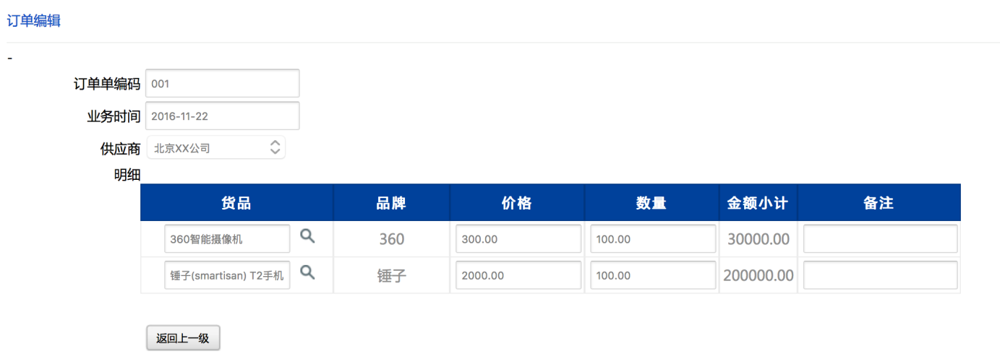 订单编辑
-
订单单编码 001
业务时间 2016-11-22
供应商 北京XX公司
明细
货品 品牌 价格 数量 金额小计 备注
360智能摄像机 360 300.00 100.00 30000.00
锤子(smartisan) T2手机 锤子 2000.00 100.00 200000.00
返回上一级